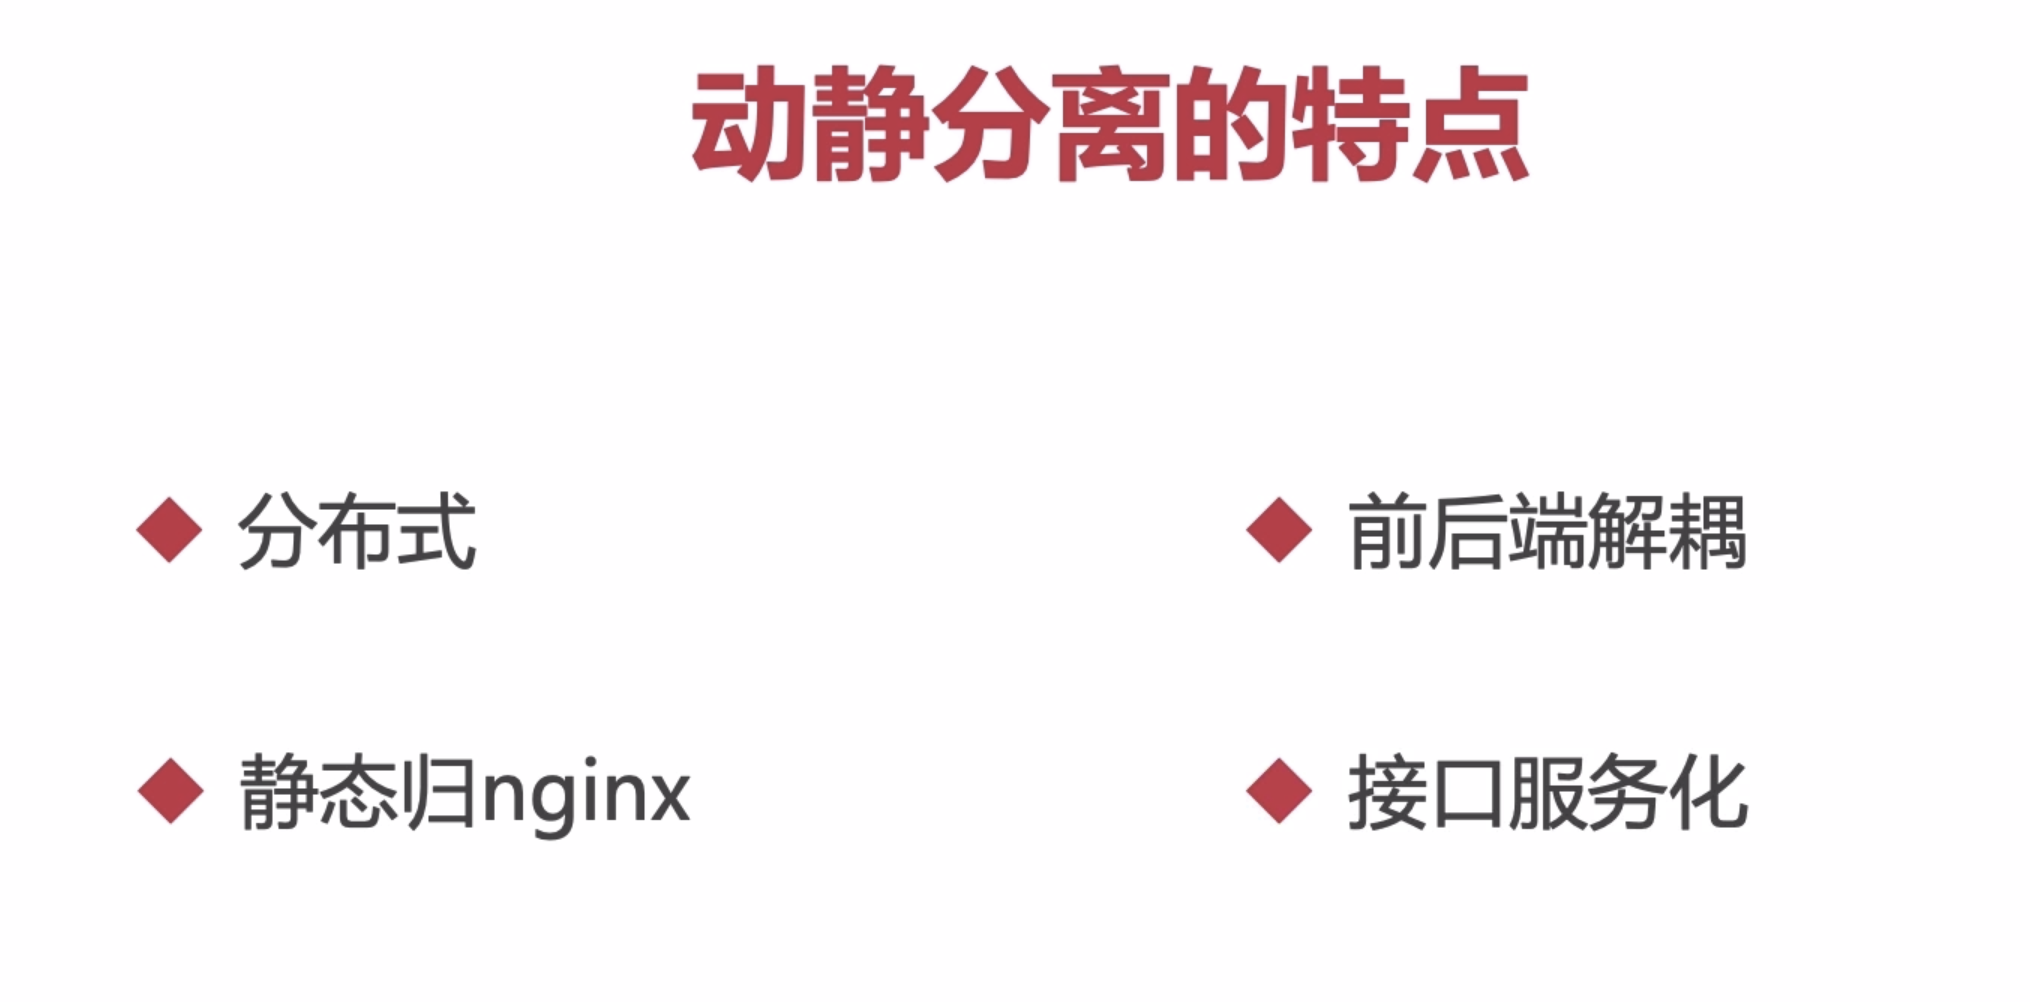 动静分离的特点
分布式
前后端解耦
静态归nginx
接口服务化